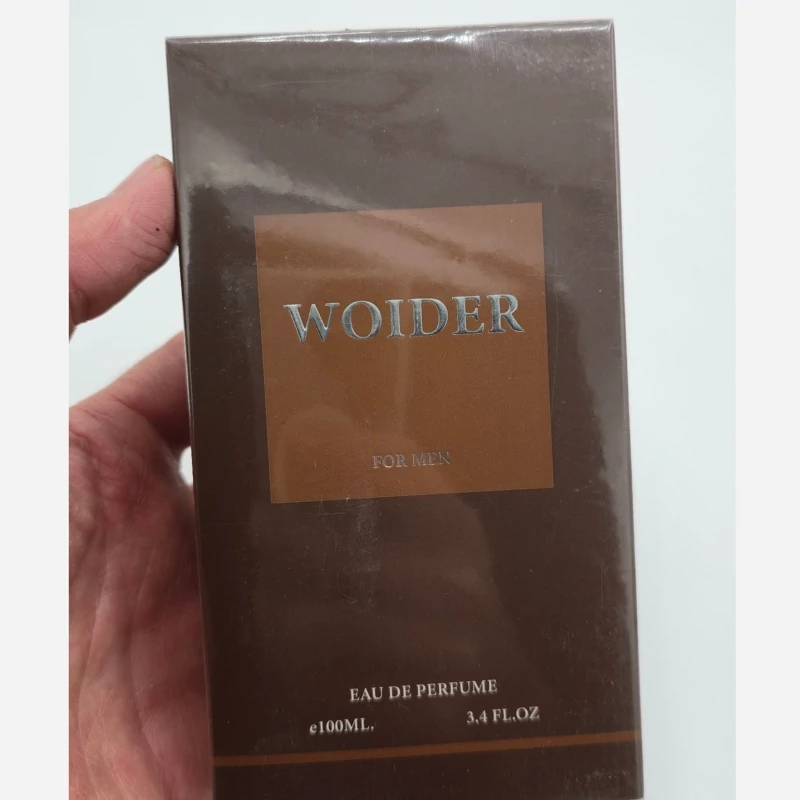 WOIDER
FOR MEN
EAU DE PERFUME
e100ML. 3.4 FL.OZ